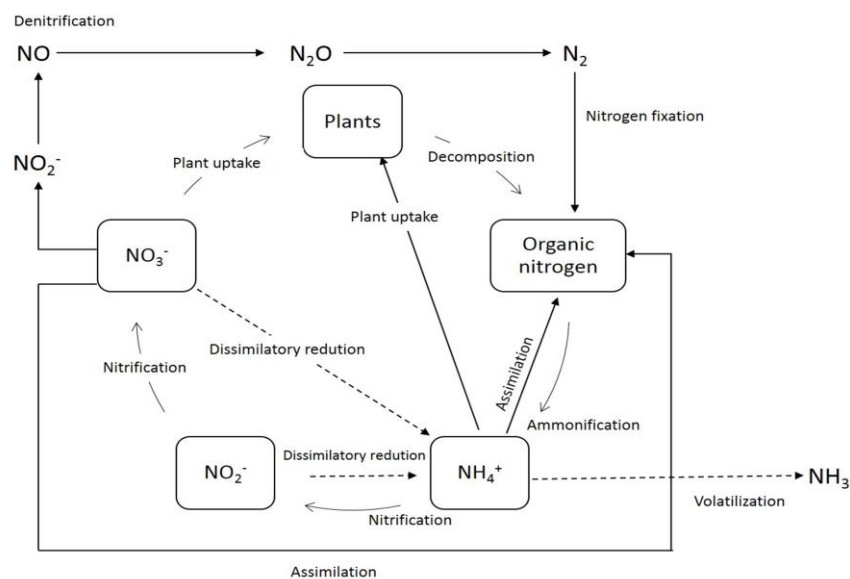 Denitrification
NO
N₂O
N₂
Plants
Nitrogen fixation
Plant uptake
Decomposition
NO₂⁻
Plant uptake
NO₃⁻
Organic
nitrogen
Dissimilatory redution
Nitrification
Assimilation
Ammonification
NO₂⁻
Dissimilatory redution
NH₄⁺
NH₃
Volatilization
Nitrification
Assimilation